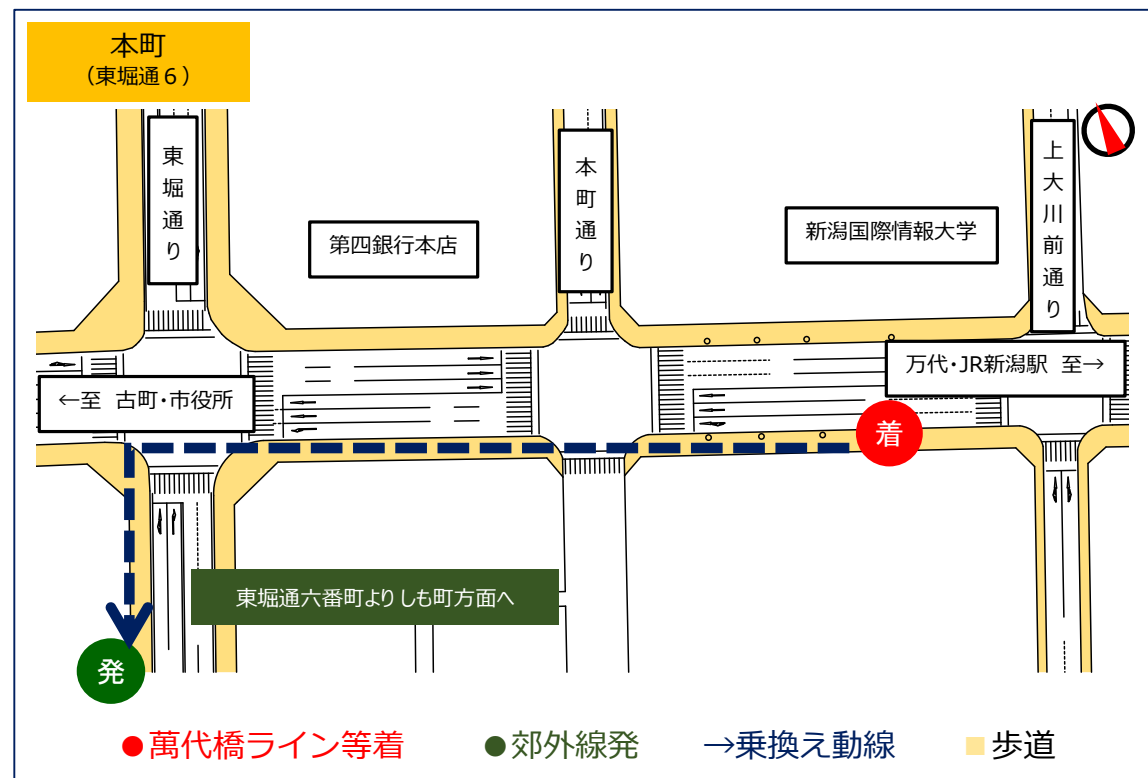 本町
（東堀通６）
東堀通り
本町通り
上大川前通り
第四銀行本店
新潟国際情報大学
万代・JR新潟駅 至→
←至 古町・市役所
着
東堀通六番町よりしも町方面へ
発
●萬代橋ライン等着 ●郊外線発 →乗換え動線 ■歩道